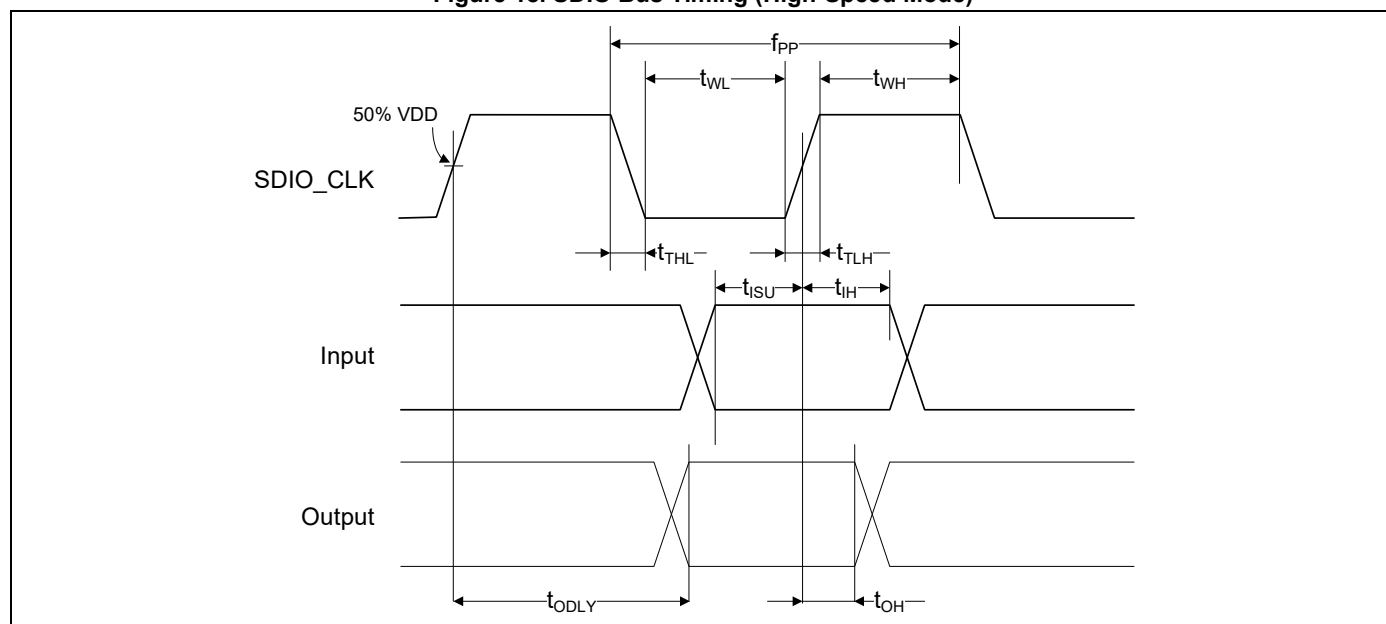 Figure 18. SDIO Bus Timing (High-Speed Mode)
fPP
tWL
tWH
50% VDD
SDIO_CLK
tTHL
tTLH
tISU
tIH
Input
Output
tODLY
tOH